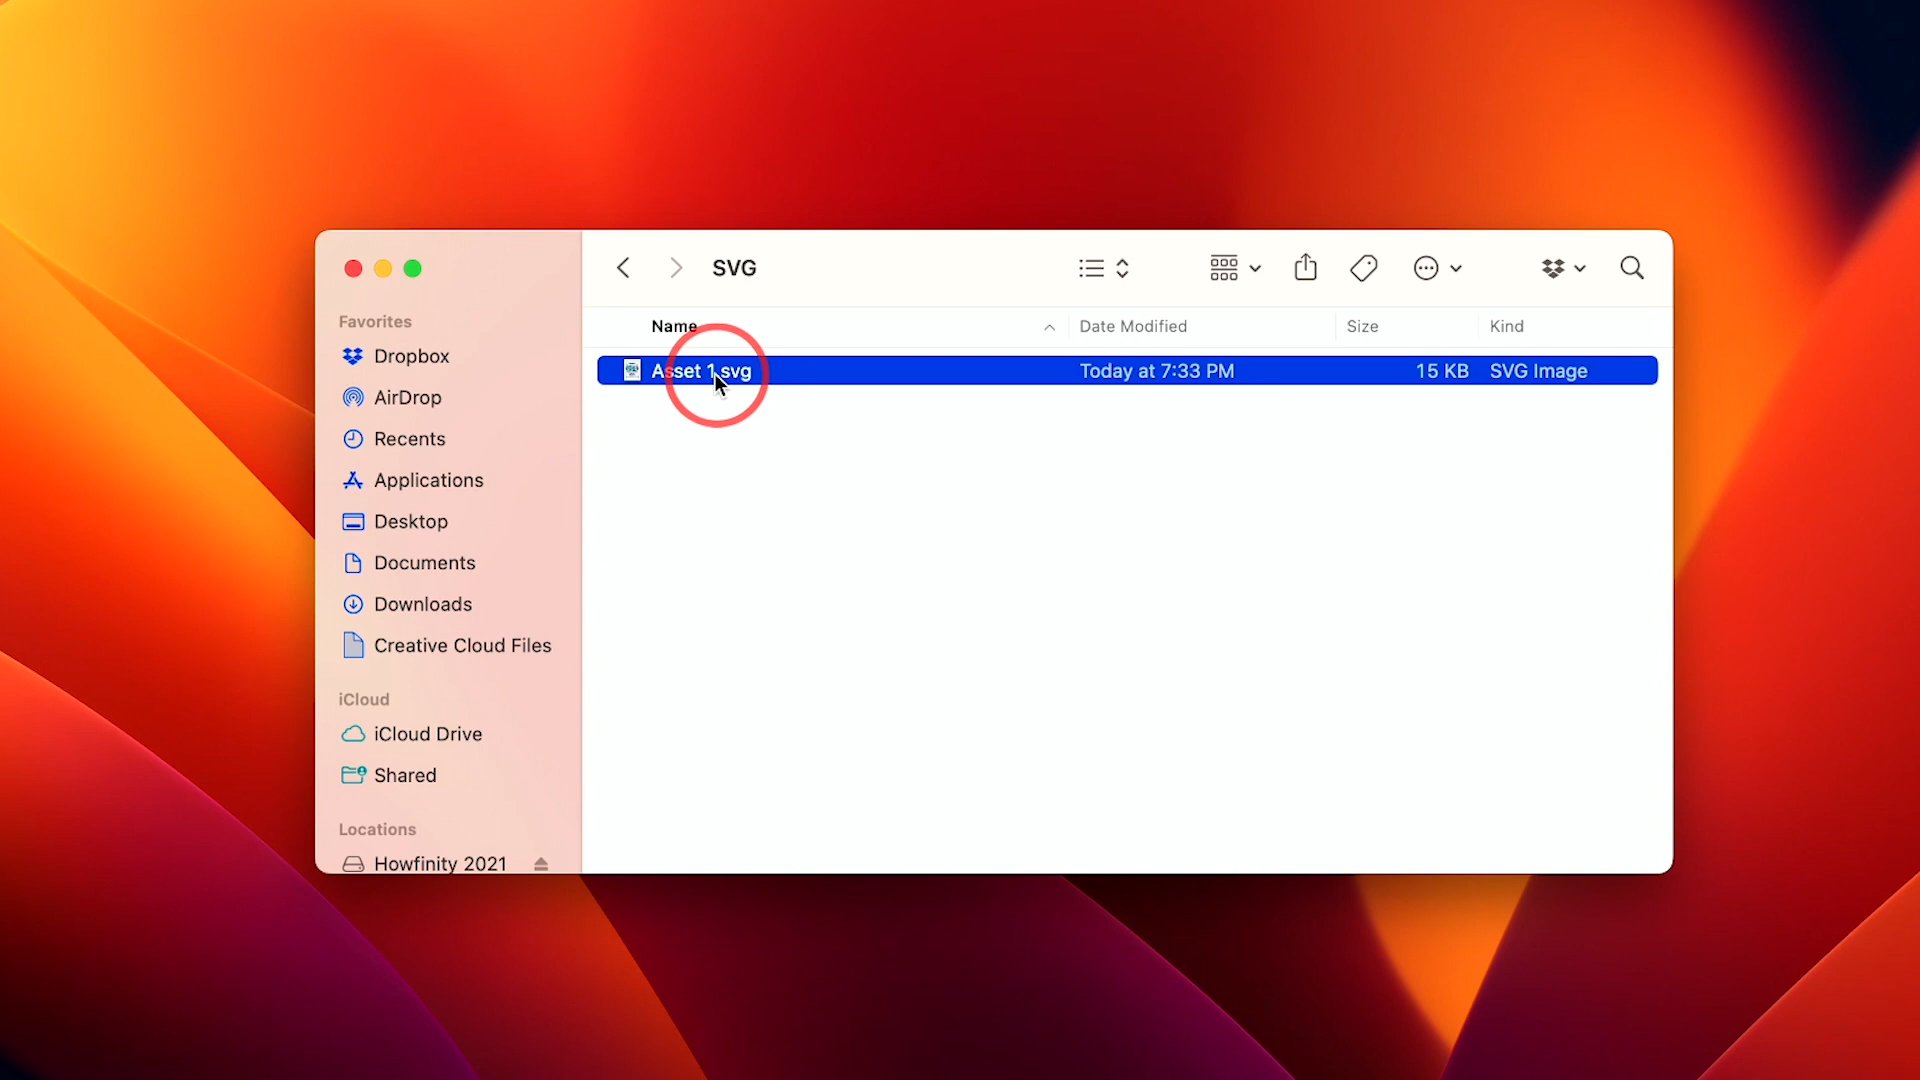 SVG
Name Date Modified Size Kind
Asset 1.svg Today at 7:33 PM 15 KB SVG Image
Favorites
Dropbox
AirDrop
Recents
Applications
Desktop
Documents
Downloads
Creative Cloud Files
iCloud
iCloud Drive
Shared
Locations
Howfinity 2021